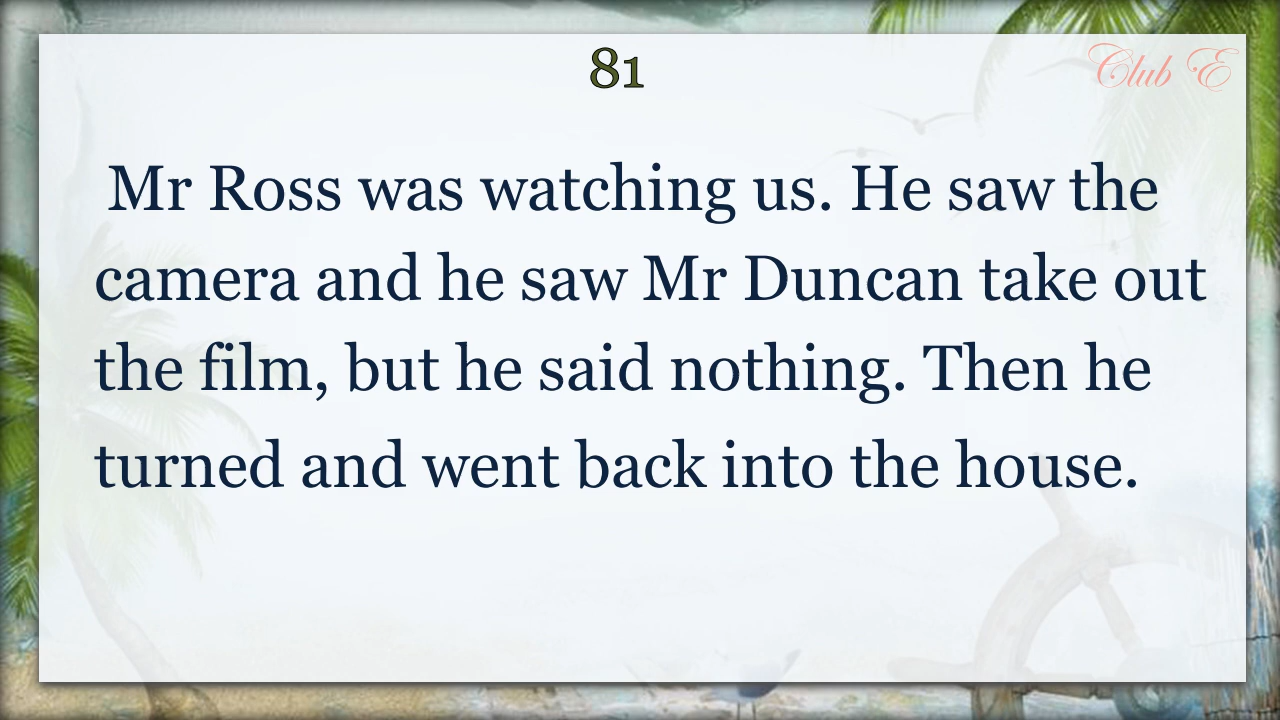 81
Club E
Mr Ross was watching us. He saw the
camera and he saw Mr Duncan take out
the film, but he said nothing. Then he
turned and went back into the house.